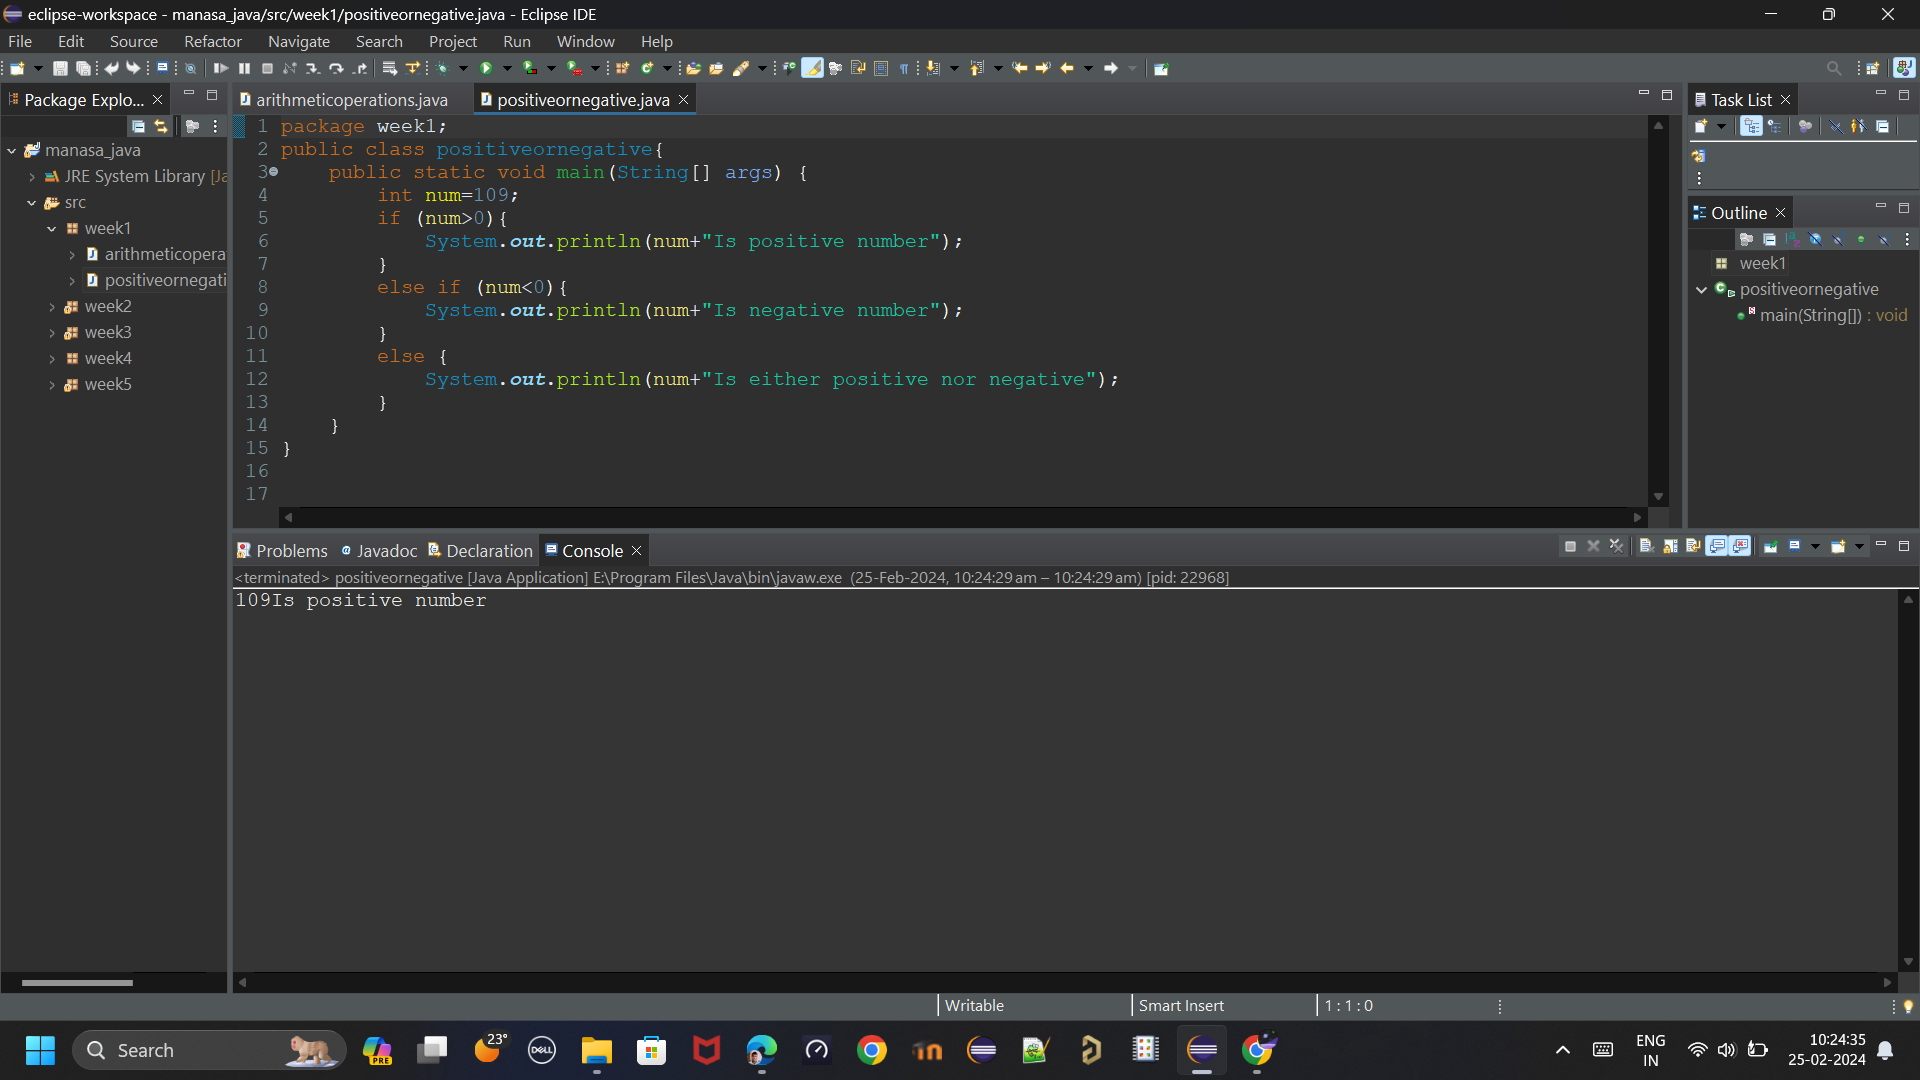 eclipse-workspace - manasa_java/src/week1/positiveornegative.java - Eclipse IDE
File Edit Source Refactor Navigate Search Project Run Window Help
Package Explo...
manasa_java
JRE System Library [Ja
src
week1
arithmeticopera
positiveornegati
week2
week3
week4
week5
arithmeticoperations.java positiveornegative.java
1 package week1;
2 public class positiveornegative{
3 public static void main(String[] args) {
4 int num=109;
5 if (num>0){
6 System.out.println(num+"Is positive number");
7 }
8 else if (num<0){
9 System.out.println(num+"Is negative number");
10 }
11 else {
12 System.out.println(num+"Is either positive nor negative");
13 }
14 }
15 }
16
17
Task List
Outline
week1
positiveornegative
main(String[]) : void
Problems Javadoc Declaration Console
<terminated> positiveornegative [Java Application] E:\Program Files\Java\bin\javaw.exe (25-Feb-2024, 10:24:29 am – 10:24:29 am) [pid: 22968]
109Is positive number
Writable Smart Insert 1 : 1 : 0
Search
PRE
23°
DELL
ENG
IN
10:24:35
25-02-2024